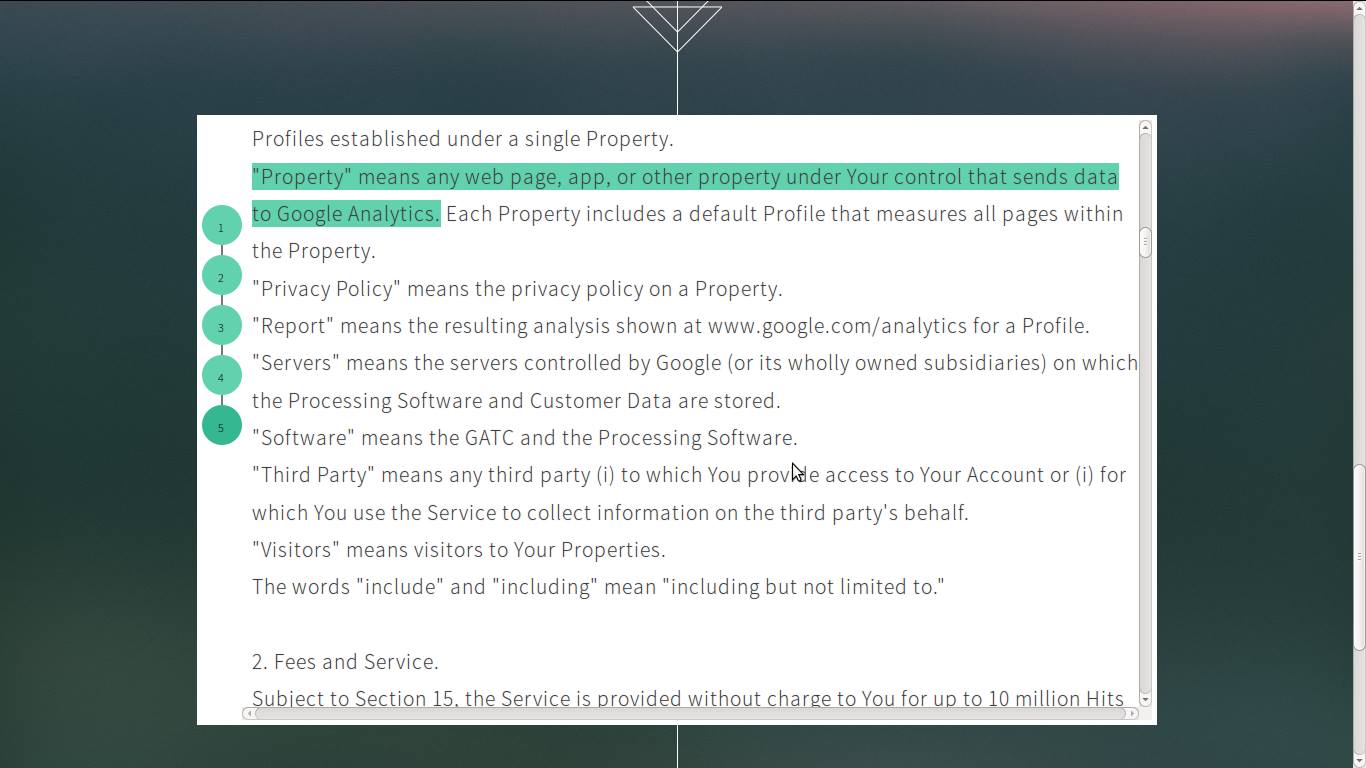 Profiles established under a single Property.
"Property" means any web page, app, or other property under Your control that sends data
to Google Analytics. Each Property includes a default Profile that measures all pages within
the Property.
"Privacy Policy" means the privacy policy on a Property.
"Report" means the resulting analysis shown at www.google.com/analytics for a Profile.
"Servers" means the servers controlled by Google (or its wholly owned subsidiaries) on which
the Processing Software and Customer Data are stored.
"Software" means the GATC and the Processing Software.
"Third Party" means any third party (i) to which You provide access to Your Account or (i) for
which You use the Service to collect information on the third party's behalf.
"Visitors" means visitors to Your Properties.
The words "include" and "including" mean "including but not limited to."
2. Fees and Service.
Subject to Section 15, the Service is provided without charge to You for up to 10 million Hits
1
2
3
4
5